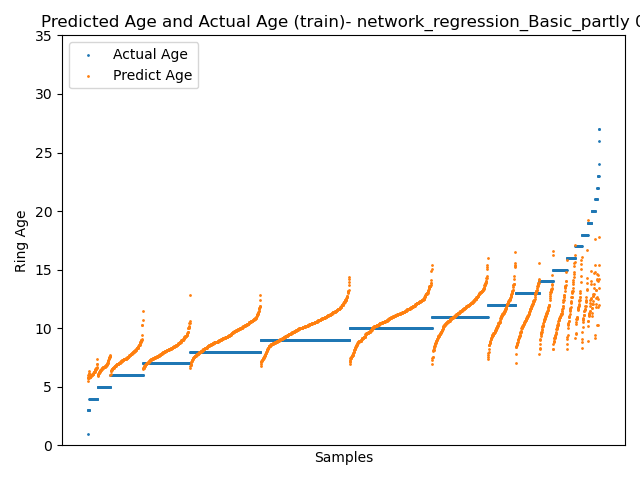 Predicted Age and Actual Age (train)- network_regression_Basic_partly 0
35
30
25
20
15
10
5
0
Ring Age
Actual Age
Predict Age
Samples